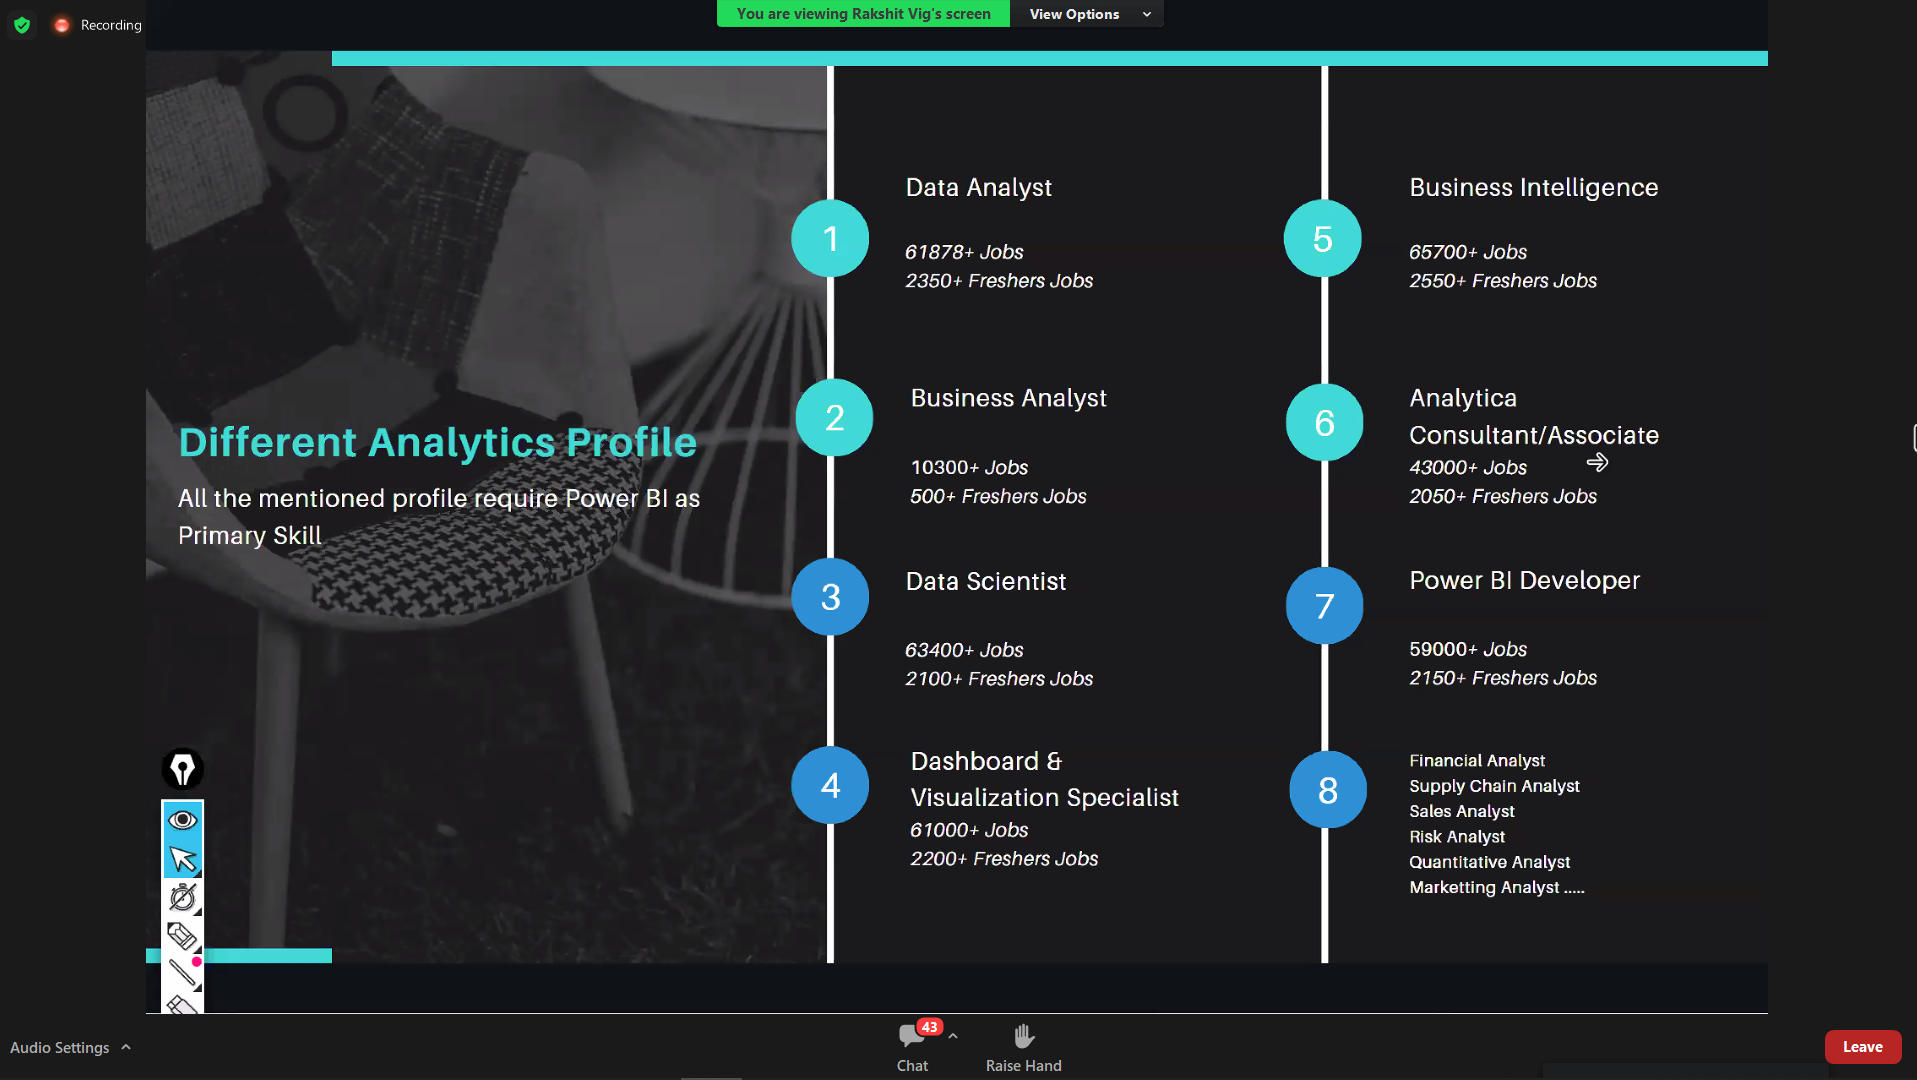 Recording
You are viewing Rakshit Vig's screen
View Options
Different Analytics Profile
All the mentioned profile require Power BI as
Primary Skill
1
Data Analyst
61878+ Jobs
2350+ Freshers Jobs
2
Business Analyst
10300+ Jobs
500+ Freshers Jobs
3
Data Scientist
63400+ Jobs
2100+ Freshers Jobs
4
Dashboard &
Visualization Specialist
61000+ Jobs
2200+ Freshers Jobs
5
Business Intelligence
65700+ Jobs
2550+ Freshers Jobs
6
Analytica
Consultant/Associate
43000+ Jobs
2050+ Freshers Jobs
7
Power BI Developer
59000+ Jobs
2150+ Freshers Jobs
8
Financial Analyst
Supply Chain Analyst
Sales Analyst
Risk Analyst
Quantitative Analyst
Marketting Analyst .....
Audio Settings
43
Chat
Raise Hand
Leave